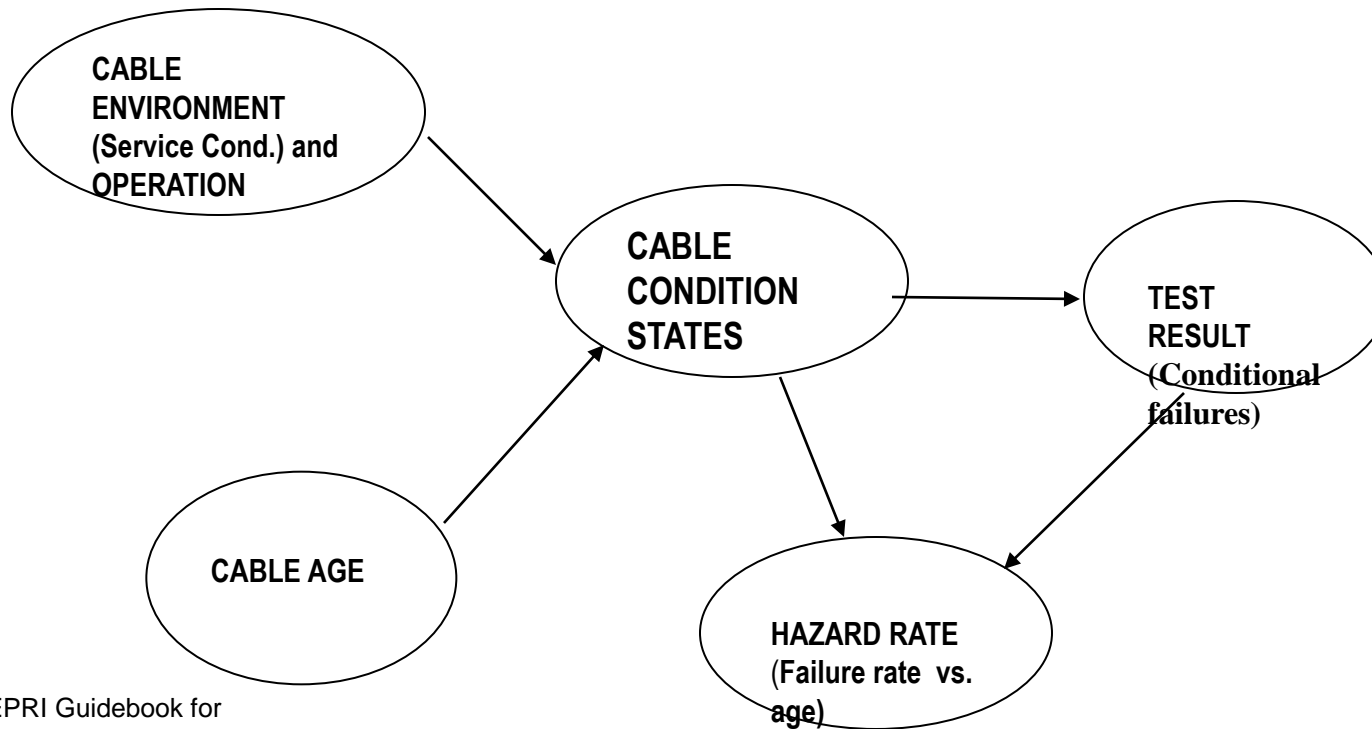 CABLE
ENVIRONMENT
(Service Cond.) and
OPERATION
CABLE
CONDITION
STATES
TEST
RESULT
(Conditional
failures)
CABLE AGE
HAZARD RATE
(Failure rate vs.
age)
EPRI Guidebook for